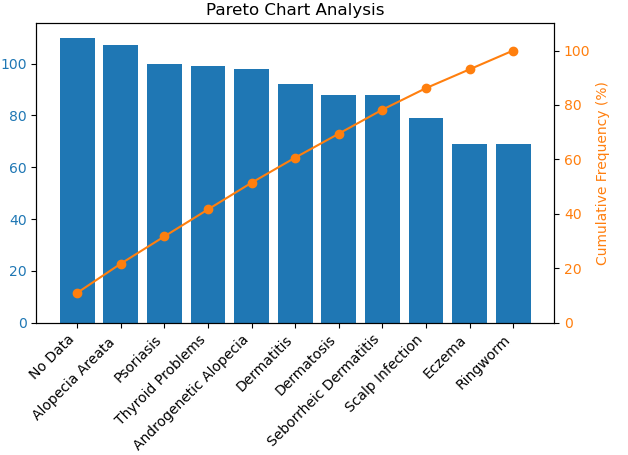 Pareto Chart Analysis
100
80
60
40
20
0
100
80
60
40
20
0
Cumulative Frequency (%)
No Data
Alopecia Areata
Psoriasis
Thyroid Problems
Androgenetic Alopecia
Dermatitis
Dermatosis
Seborrheic Dermatitis
Scalp Infection
Eczema
Ringworm